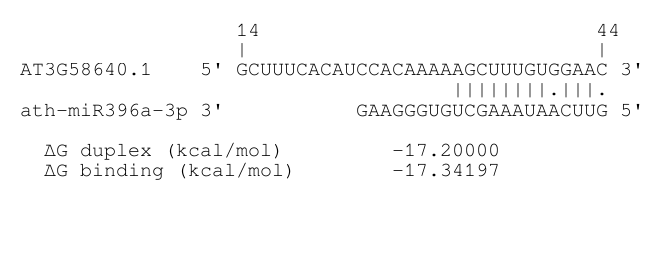 14 44
| |
AT3G58640.1 5' GCUUUCACAUCCACAAAAAGCUUUGUGGAAC 3'
||||||||.|||.
ath-miR396a-3p 3' GAAGGGUGUCGAAAUAACUUG 5'
ΔG duplex (kcal/mol) -17.20000
ΔG binding (kcal/mol) -17.34197